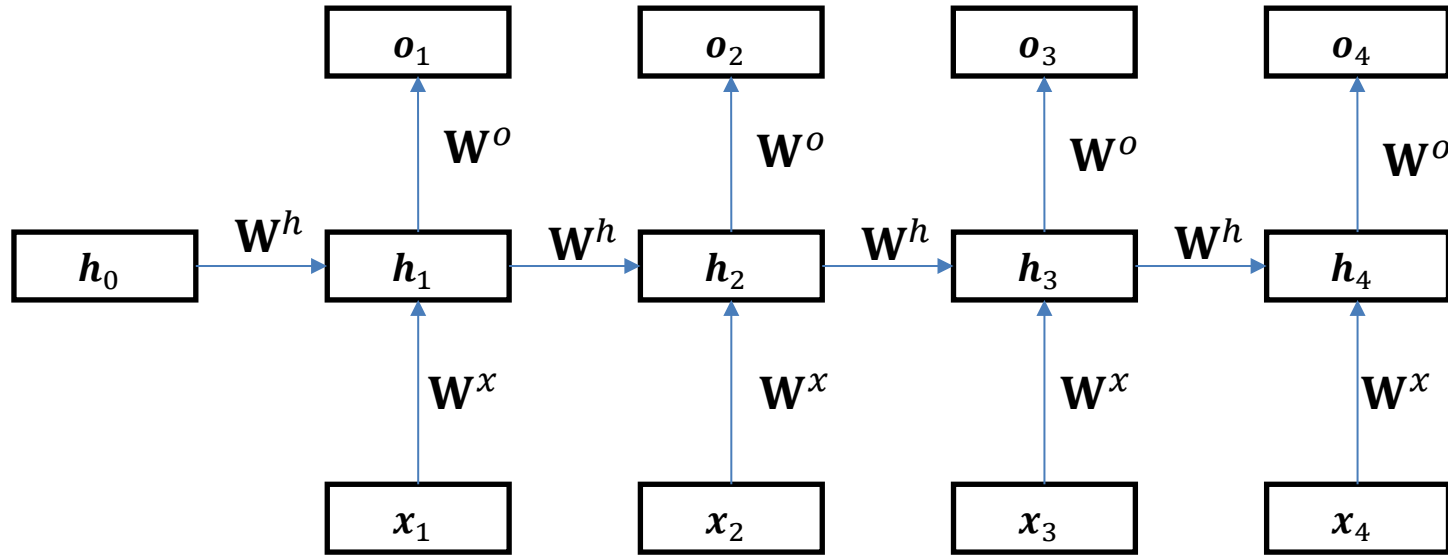 𝒐₁ 𝒐₂ 𝒐₃ 𝒐₄
𝐖ᵒ 𝐖ᵒ 𝐖ᵒ 𝐖ᵒ
𝐖ʰ 𝐖ʰ 𝐖ʰ 𝐖ʰ
𝒉₀ 𝒉₁ 𝒉₂ 𝒉₃ 𝒉₄
𝐖ˣ 𝐖ˣ 𝐖ˣ 𝐖ˣ
𝒙₁ 𝒙₂ 𝒙₃ 𝒙₄